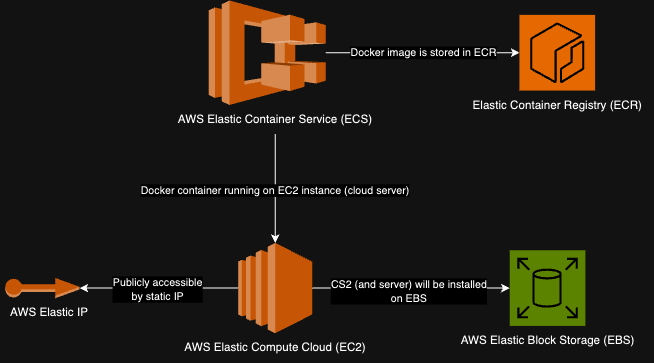 Docker image is stored in ECR
Elastic Container Registry (ECR)
AWS Elastic Container Service (ECS)
Docker container running on EC2 instance (cloud server)
Publicly accessible
by static IP
CS2 (and server) will be installed
on EBS
AWS Elastic IP
AWS Elastic Compute Cloud (EC2)
AWS Elastic Block Storage (EBS)